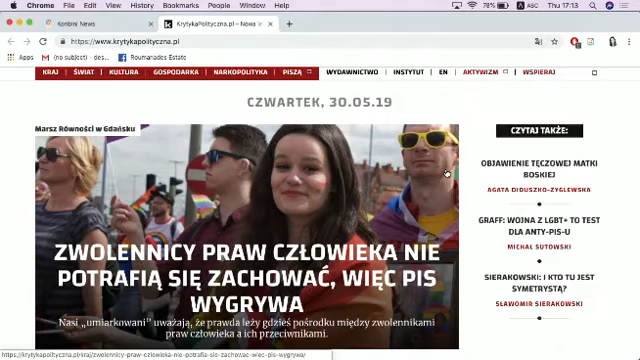 Chrome File Edit View History Bookmarks People Window Help 78% ABC Thu 17:13
Konbini News
KrytykaPolityczna.pl – Nowa
https://www.krytykapolityczna.pl
Apps (no subject) - des... Roumanades Estate
KRAJ ŚWIAT KULTURA GOSPODARKA NARKOPOLITYKA PISZĄ WYDAWNICTWO INSTYTUT EN AKTYWIZM WSPIERAJ
CZWARTEK, 30.05.19
Marsz Równości w Gdańsku
ZWOLENNICY PRAW CZŁOWIEKA NIE
POTRAFIĄ SIĘ ZACHOWAĆ, WIĘC PIS
WYGRYWA
Nasi „umiarkowani” uważają, że prawda leży gdzieś pośrodku między zwolennikami
praw człowieka a ich przeciwnikami.
CZYTAJ TAKŻE:
OBJAWIENIE TĘCZOWEJ MATKI
BOSKIEJ
AGATA DIDUSZKO-ZYGLEWSKA
GRAFF: WOJNA Z LGBT+ TO TEST
DLA ANTY-PIS-U
MICHAŁ SUTOWSKI
SIERAKOWSKI: I KTO TU JEST
SYMETRYSTĄ?
SŁAWOMIR SIERAKOWSKI
https://krytykapolityczna.pl/kraj/zwolennicy-praw-czlowieka-nie-potrafia-sie-zachowac-wiec-pis-wygrywa/